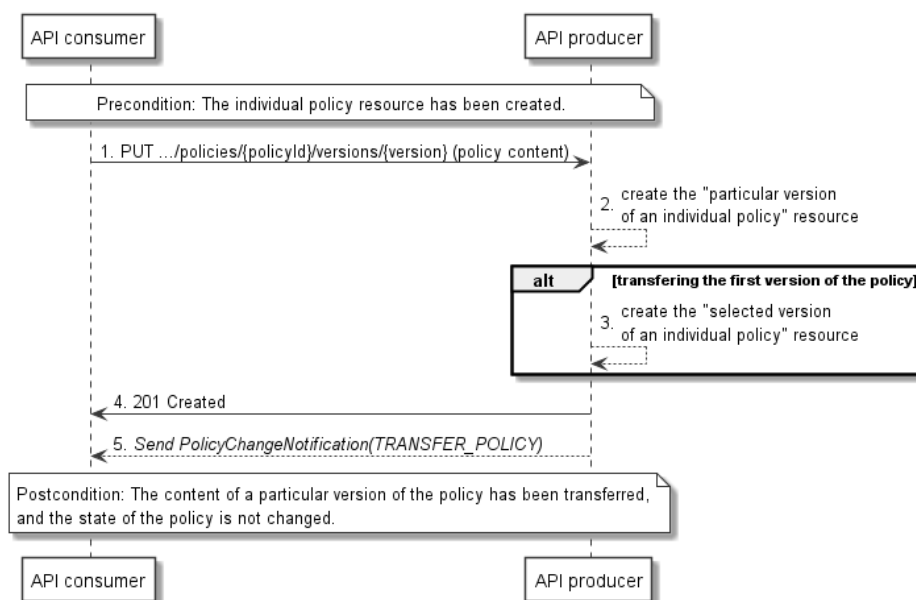 API consumer
API producer
Precondition: The individual policy resource has been created.
1. PUT .../policies/{policyId}/versions/{version} (policy content)
2. create the "particular version
of an individual policy" resource
alt
[transfering the first version of the policy]
3. create the "selected version
of an individual policy" resource
4. 201 Created
5. Send PolicyChangeNotification(TRANSFER_POLICY)
Postcondition: The content of a particular version of the policy has been transferred,
and the state of the policy is not changed.
API consumer
API producer